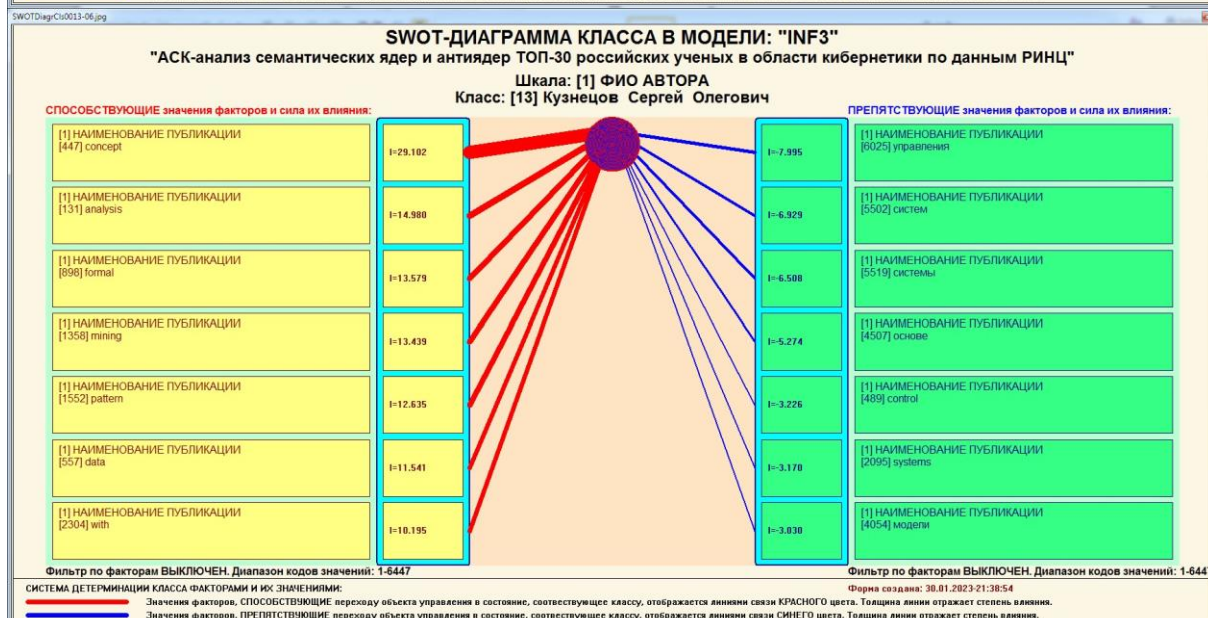 SWOTDiagrCls0013-06.jpg
SWOT-ДИАГРАММА КЛАССА В МОДЕЛИ: "INF3"
"АСК-анализ семантических ядер и антиядер ТОП-30 российских ученых в области кибернетики по данным РИНЦ"
Шкала: [1] ФИО АВТОРА
Класс: [13] Кузнецов Сергей Олегович
СПОСОБСТВУЮЩИЕ значения факторов и сила их влияния:
ПРЕПЯТСТВУЮЩИЕ значения факторов и сила их влияния:
[1] НАИМЕНОВАНИЕ ПУБЛИКАЦИИ
[447] concept
I=29.102
I=-7.995
[1] НАИМЕНОВАНИЕ ПУБЛИКАЦИИ
[6025] управления
[1] НАИМЕНОВАНИЕ ПУБЛИКАЦИИ
[131] analysis
I=14.980
I=-6.929
[1] НАИМЕНОВАНИЕ ПУБЛИКАЦИИ
[5502] систем
[1] НАИМЕНОВАНИЕ ПУБЛИКАЦИИ
[898] formal
I=13.579
I=-6.508
[1] НАИМЕНОВАНИЕ ПУБЛИКАЦИИ
[5519] системы
[1] НАИМЕНОВАНИЕ ПУБЛИКАЦИИ
[1358] mining
I=13.439
I=-5.274
[1] НАИМЕНОВАНИЕ ПУБЛИКАЦИИ
[4507] основе
[1] НАИМЕНОВАНИЕ ПУБЛИКАЦИИ
[1552] pattern
I=12.635
I=-3.226
[1] НАИМЕНОВАНИЕ ПУБЛИКАЦИИ
[489] control
[1] НАИМЕНОВАНИЕ ПУБЛИКАЦИИ
[557] data
I=11.541
I=-3.170
[1] НАИМЕНОВАНИЕ ПУБЛИКАЦИИ
[2095] systems
[1] НАИМЕНОВАНИЕ ПУБЛИКАЦИИ
[2304] with
I=10.195
I=-3.030
[1] НАИМЕНОВАНИЕ ПУБЛИКАЦИИ
[4054] модели
Фильтр по факторам ВЫКЛЮЧЕН. Диапазон кодов значений: 1-6447
Фильтр по факторам ВЫКЛЮЧЕН. Диапазон кодов значений: 1-6447
СИСТЕМА ДЕТЕРМИНАЦИИ КЛАССА ФАКТОРАМИ И ИХ ЗНАЧЕНИЯМИ:
Форма создана: 30.01.2023-21:38:54
Значения факторов, СПОСОБСТВУЮЩИЕ переходу объекта управления в состояние, соотвествующее классу, отображается линиями связи КРАСНОГО цвета. Толщина линии отражает степень влияния.
Значения факторов, ПРЕПЯТСТВУЮЩИЕ переходу объекта управления в состояние, соотвествующее классу, отображается линиями связи СИНЕГО цвета. Толщина линии отражает степень влияния.